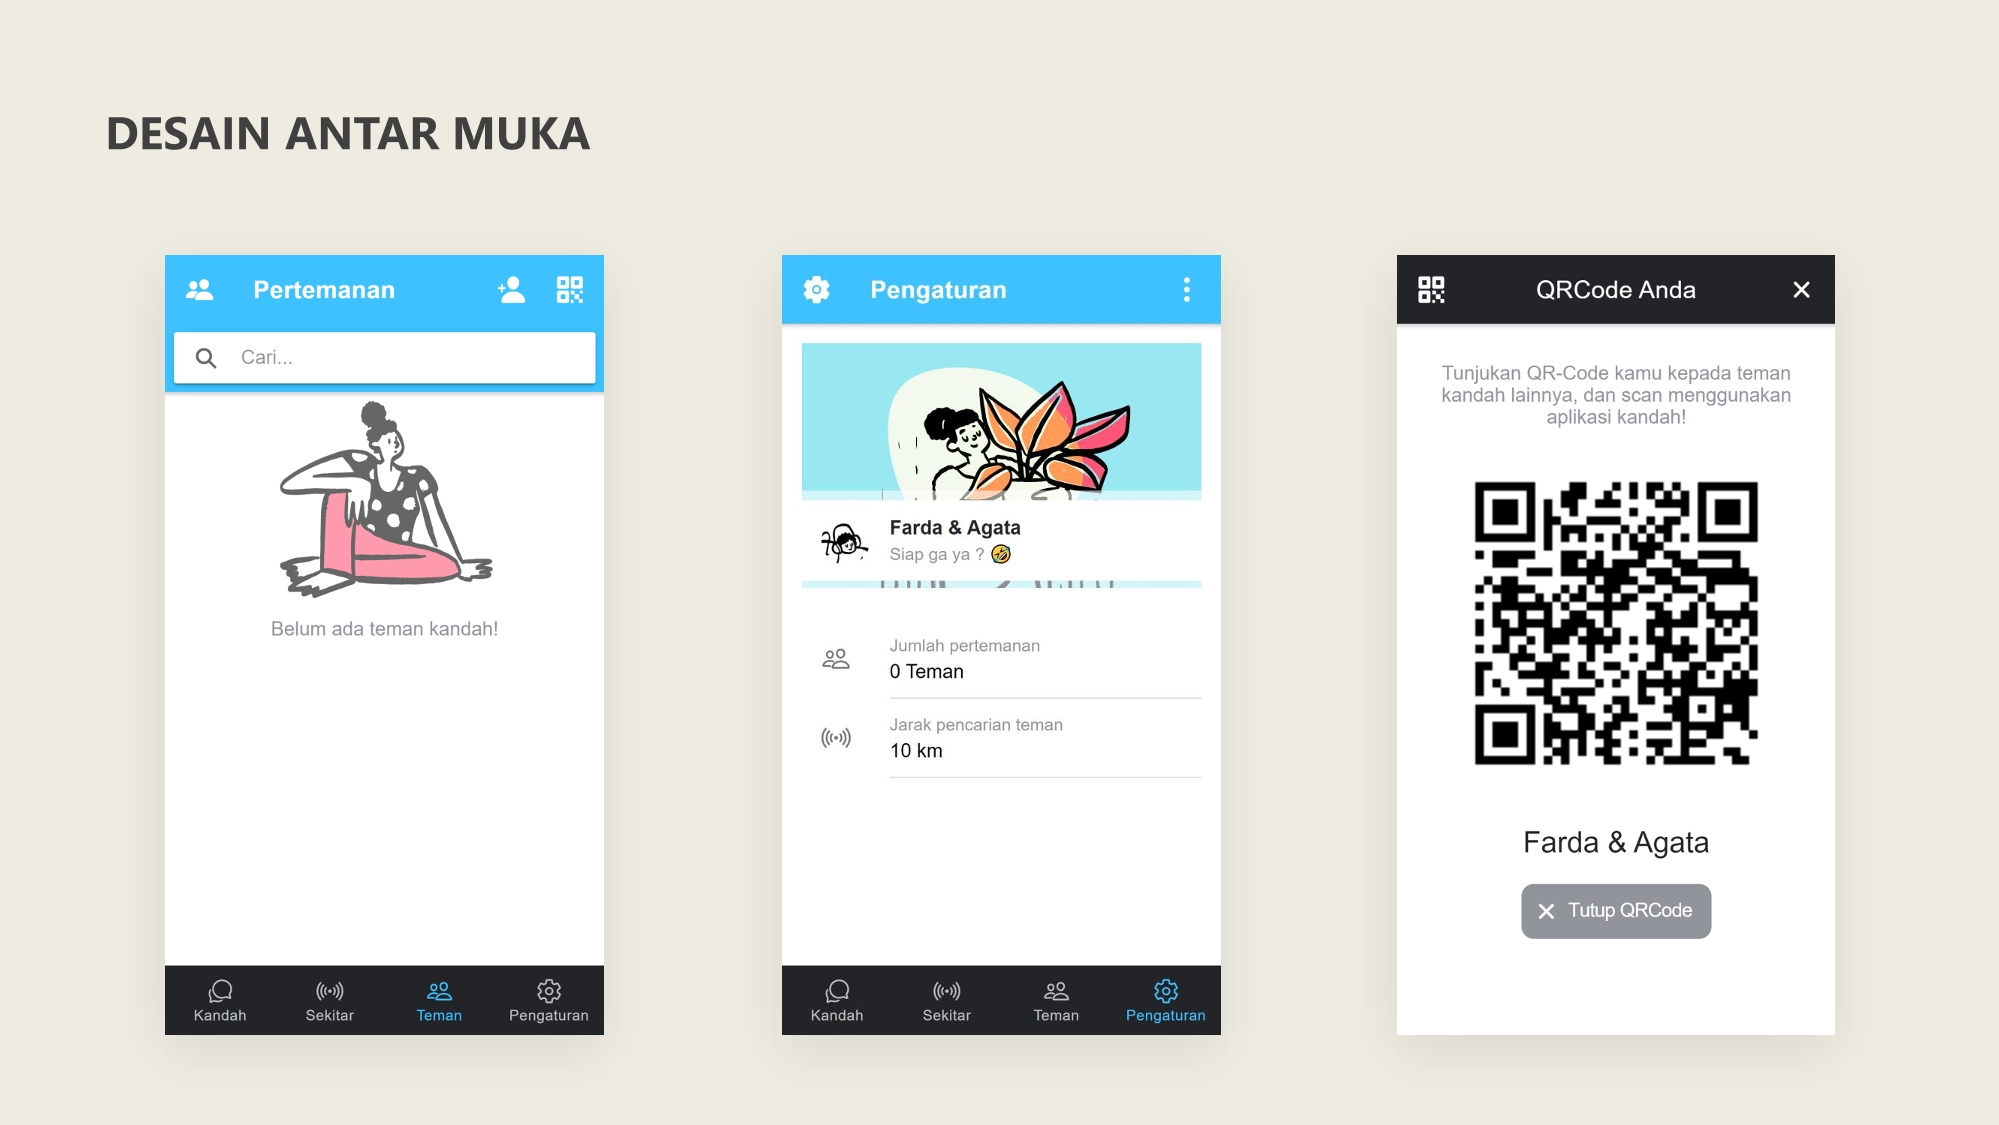 DESAIN ANTAR MUKA
Pertemanan
Cari...
Belum ada teman kandah!
Kandah
Sekitar
Teman
Pengaturan
Pengaturan
Farda & Agata
Siap ga ya ? 🤣
Jumlah pertemanan
0 Teman
Jarak pencarian teman
10 km
Kandah
Sekitar
Teman
Pengaturan
QRCode Anda
Tunjukan QR-Code kamu kepada teman
kandah lainnya, dan scan menggunakan
aplikasi kandah!
Farda & Agata
Tutup QRCode